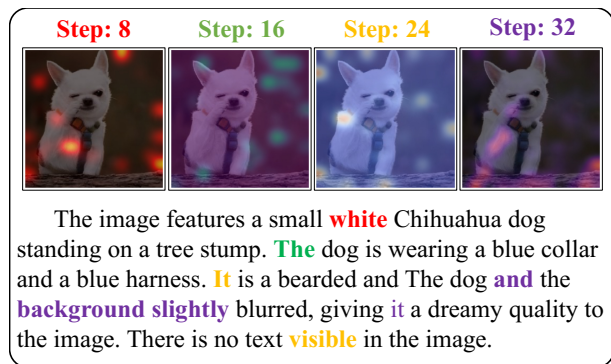 Step: 8 Step: 16 Step: 24 Step: 32
The image features a small white Chihuahua dog
standing on a tree stump. The dog is wearing a blue collar
and a blue harness. It is a bearded and The dog and the
background slightly blurred, giving it a dreamy quality to
the image. There is no text visible in the image.